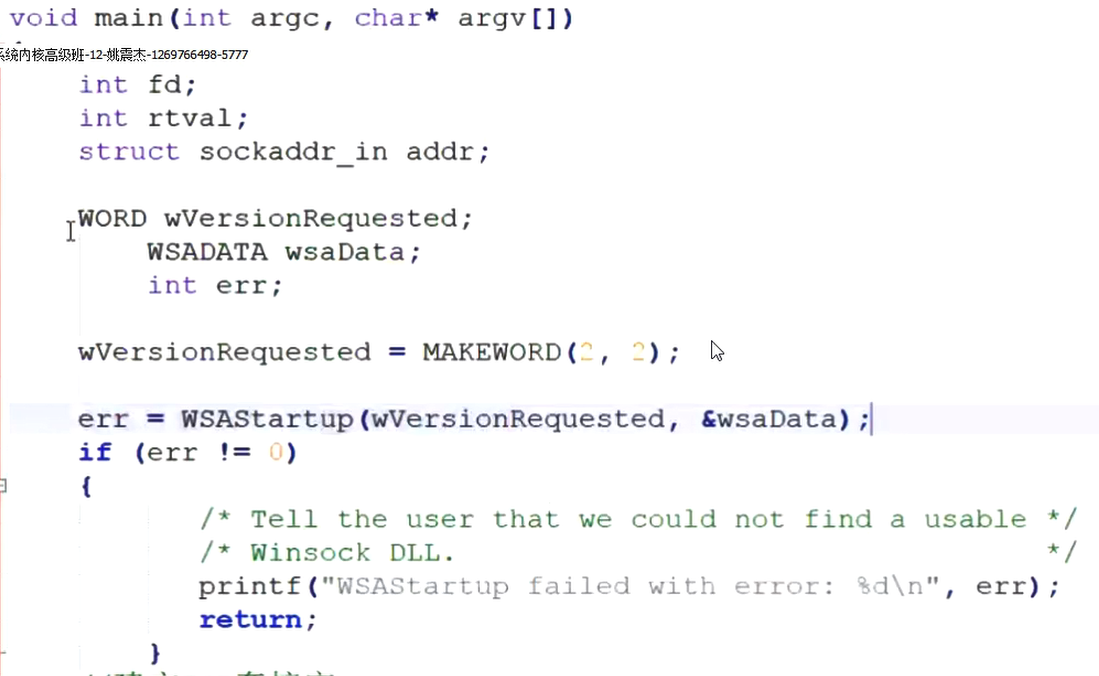 void main(int argc, char* argv[])
系统内核高级班-12-姚震杰-1269766498-5777
int fd;
int rtval;
struct sockaddr_in addr;
WORD wVersionRequested;
WSADATA wsaData;
int err;
wVersionRequested = MAKEWORD(2, 2);
err = WSAStartup(wVersionRequested, &wsaData);
if (err != 0)
{
/* Tell the user that we could not find a usable */
/* Winsock DLL. */
printf("WSAStartup failed with error: %d\n", err);
return;
}